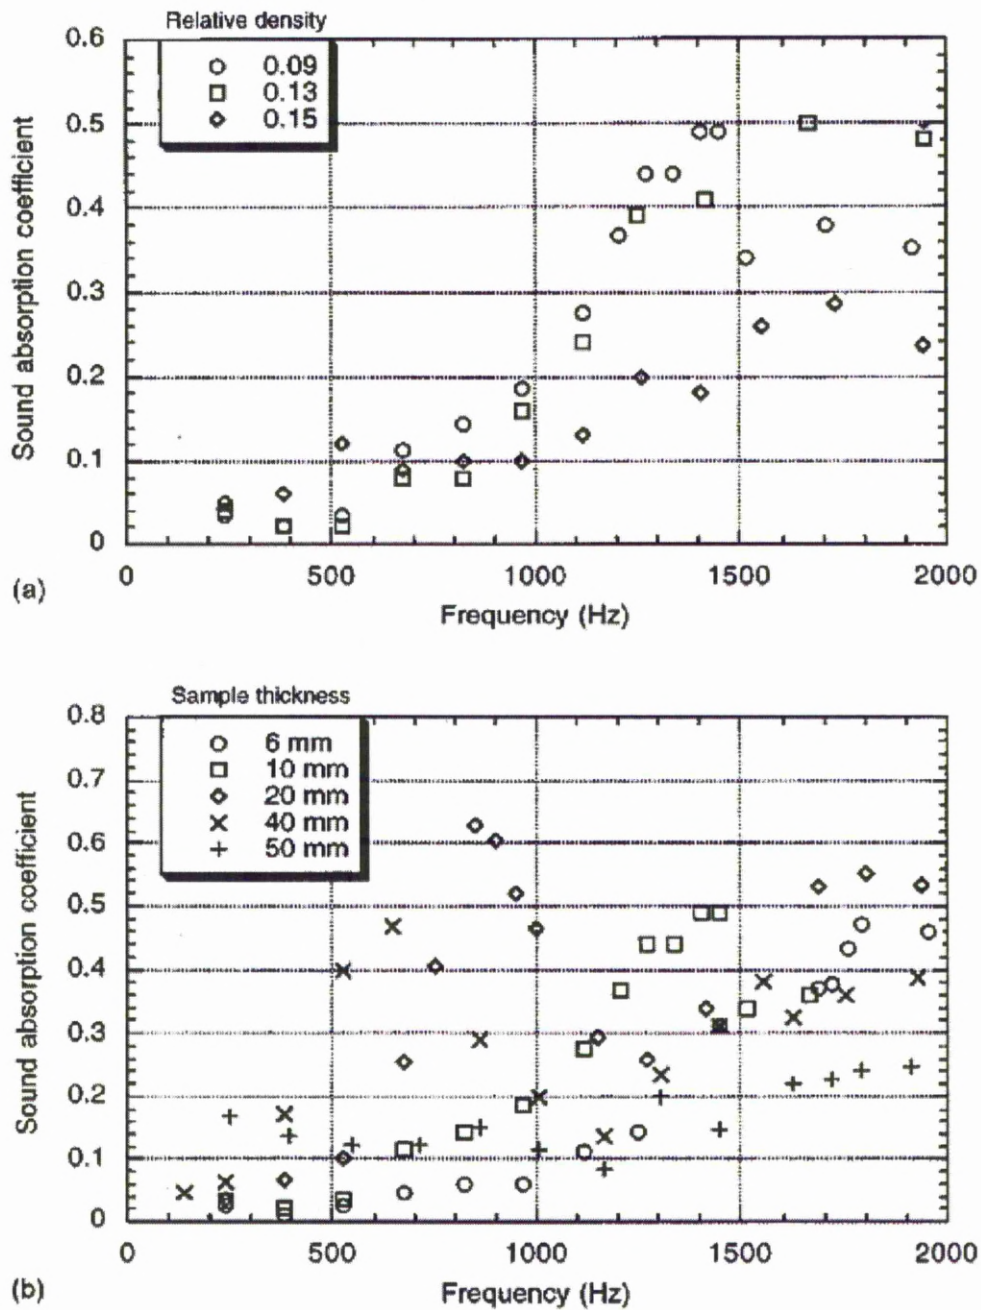 Relative density
0.6
0.09
0.13
0.15
0.5
0.4
0.3
0.2
0.1
0
Sound absorption coefficient
0 500 1000 1500 2000
(a)
Frequency (Hz)
Sample thickness
0.8
6 mm
10 mm
20 mm
40 mm
50 mm
0.7
0.6
0.5
0.4
0.3
0.2
0.1
0
Sound absorption coefficient
0 500 1000 1500 2000
(b)
Frequency (Hz)